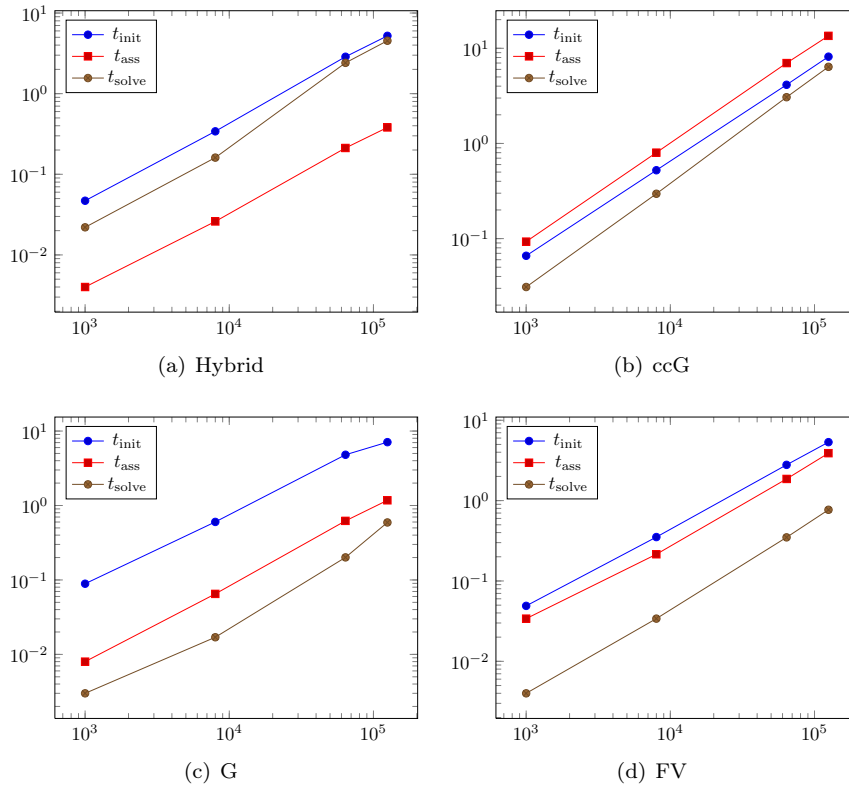 10^1
10^0
10^{-1}
10^{-2}
t_init
t_ass
t_solve
10^3 10^4 10^5
(a) Hybrid
10^1
10^0
10^{-1}
t_init
t_ass
t_solve
10^3 10^4 10^5
(b) ccG
10^1
10^0
10^{-1}
10^{-2}
t_init
t_ass
t_solve
10^3 10^4 10^5
(c) G
10^1
10^0
10^{-1}
10^{-2}
t_init
t_ass
t_solve
10^3 10^4 10^5
(d) FV